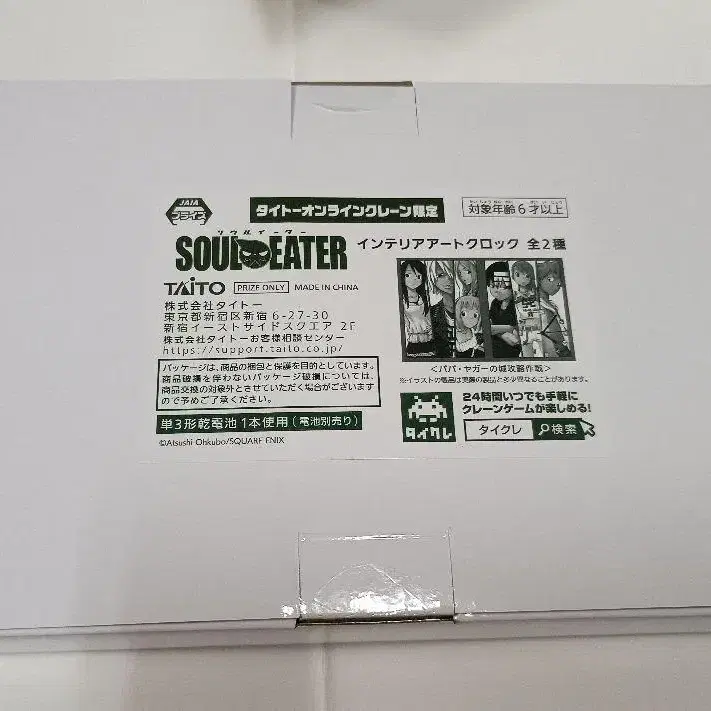 JAIA
プライズ
タイトーオンラインクレーン限定
対象年齢6才以上
ソウルイーター
SOUL EATER
インテリアアートクロック 全2種
TAITO PRIZE ONLY MADE IN CHINA
株式会社タイトー
東京都新宿区新宿 6-27-30
新宿イーストサイドスクエア 2F
株式会社タイトーお客様相談センター
https://support.taito.co.jp/
パッケージは、商品の梱包と保護を目的としています。
商品破損を伴わないパッケージ破損については、
商品交換の対象外とさせていただく場合がございます
ので予めご了承ください。
単3形乾電池 1本使用(電池別売り)
©Atsushi Ohkubo/SQUARE ENIX
<ババ・ヤガーの城攻略作戦>
※イラストの商品は実際の製品と多少異なることがあります。
タイクレ
24時間いつでも手軽に
クレーンゲームが楽しめる!
タイクレ 検索